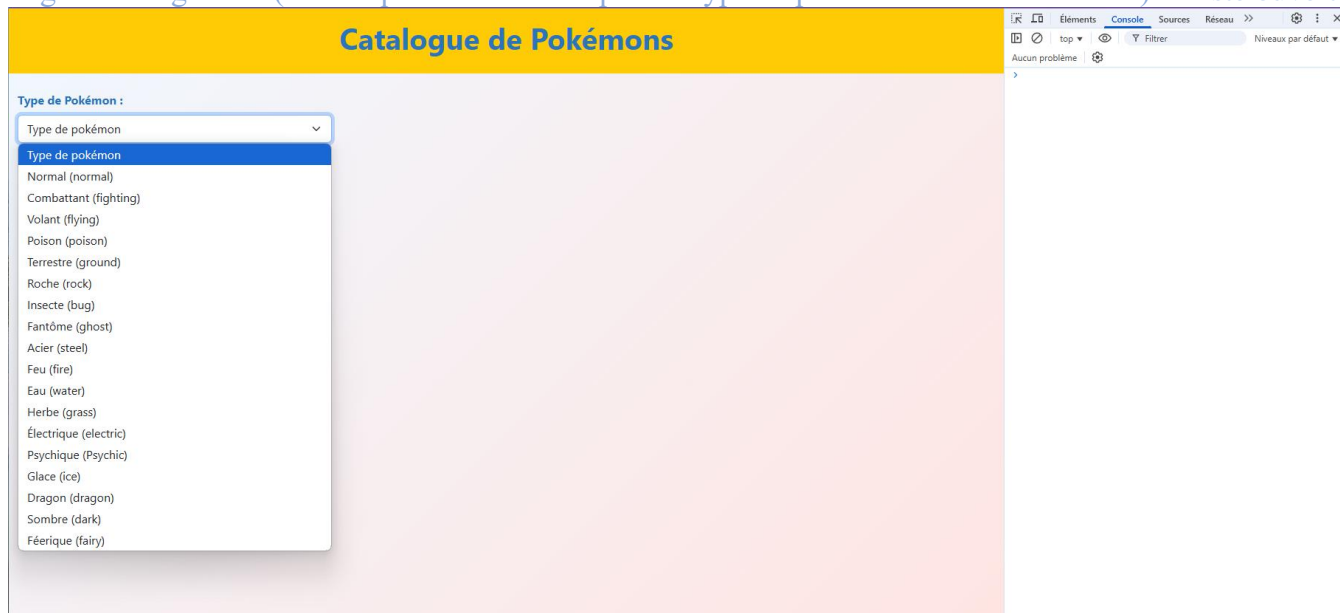 Catalogue de Pokémons
Type de Pokémon :
Type de pokémon
Type de pokémon
Normal (normal)
Combattant (fighting)
Volant (flying)
Poison (poison)
Terrestre (ground)
Roche (rock)
Insecte (bug)
Fantôme (ghost)
Acier (steel)
Feu (fire)
Eau (water)
Herbe (grass)
Électrique (electric)
Psychique (Psychic)
Glace (ice)
Dragon (dragon)
Sombre (dark)
Féerique (fairy)
Éléments Console Sources Réseau
top Filtrer Niveaux par défaut
Aucun problème